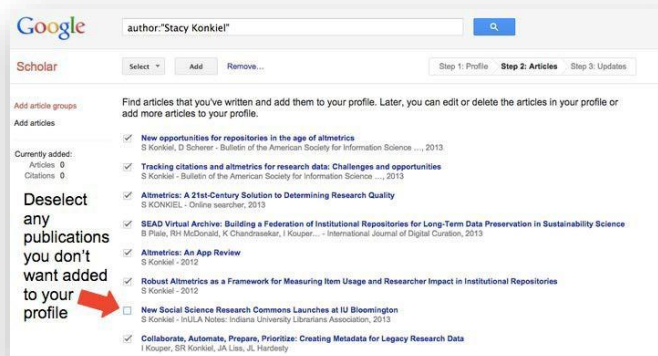 Google
author:"Stacy Konkiel"
Scholar
Select Add Remove...
Step 1: Profile Step 2: Articles Step 3: Updates
Add article groups
Add articles
Currently added:
Articles 0
Citations 0
Deselect
any
publications
you don't
want added
to your
profile
Find articles that you've written and add them to your profile. Later, you can edit or delete the articles in your profile or
add more articles to your profile.
New opportunities for repositories in the age of altmetrics
S Konkiel, D Scherer - Bulletin of the American Society for Information Science ..., 2013
Tracking citations and altmetrics for research data: Challenges and opportunities
S Konkiel - Bulletin of the American Society for Information Science ..., 2013
Altmetrics: A 21st-Century Solution to Determining Research Quality
S KONKIEL - Online searcher, 2013
SEAD Virtual Archive: Building a Federation of Institutional Repositories for Long-Term Data Preservation in Sustainability Science
B Plale, RH McDonald, K Chandrasekar, I Kouper... - International Journal of Digital Curation, 2013
Altmetrics: An App Review
S Konkiel - 2012
Robust Altmetrics as a Framework for Measuring Item Usage and Researcher Impact in Institutional Repositories
S Konkiel - 2012
New Social Science Research Commons Launches at IU Bloomington
S Konkiel - InULA Notes: Indiana University Librarians Association, 2013
Collaborate, Automate, Prepare, Prioritize: Creating Metadata for Legacy Research Data
I Kouper, SR Konkiel, JA Liss, JL Hardesty